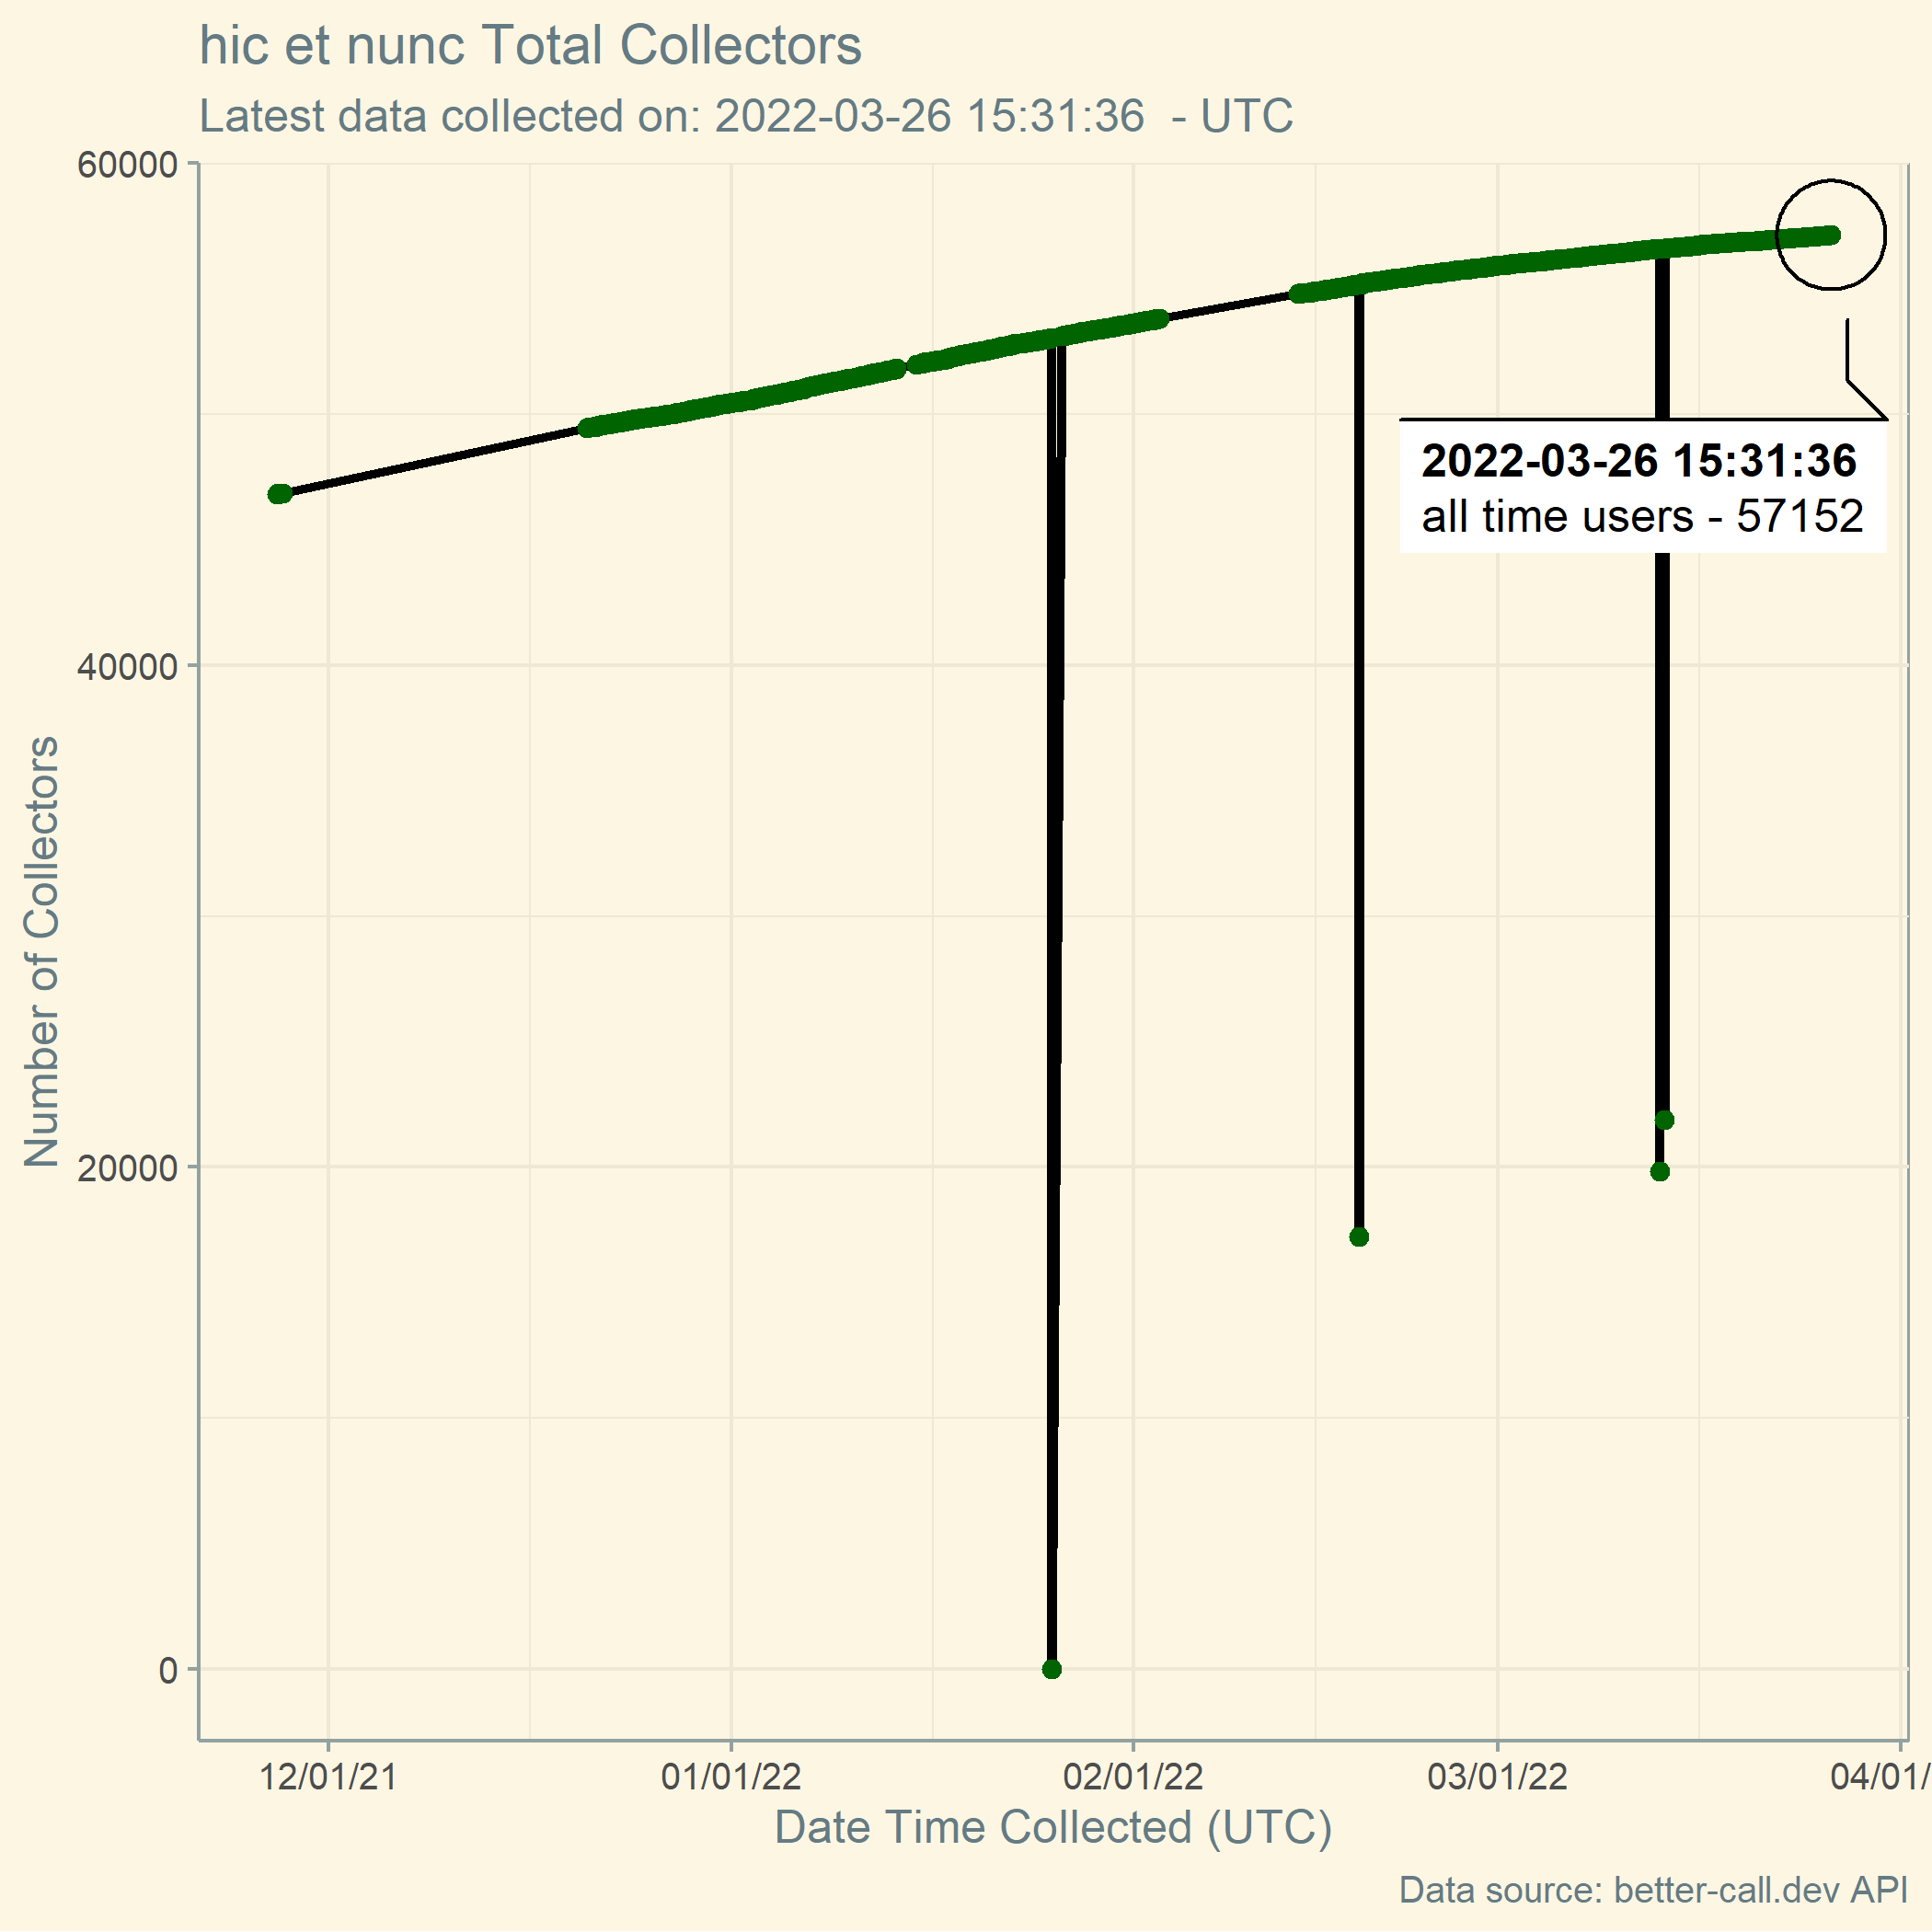 hic et nunc Total Collectors
Latest data collected on: 2022-03-26 15:31:36  - UTC
60000
40000
20000
0
Number of Collectors
2022-03-26 15:31:36
all time users - 57152
12/01/21 01/01/22 02/01/22 03/01/22 04/01/
Date Time Collected (UTC)
Data source: better-call.dev API